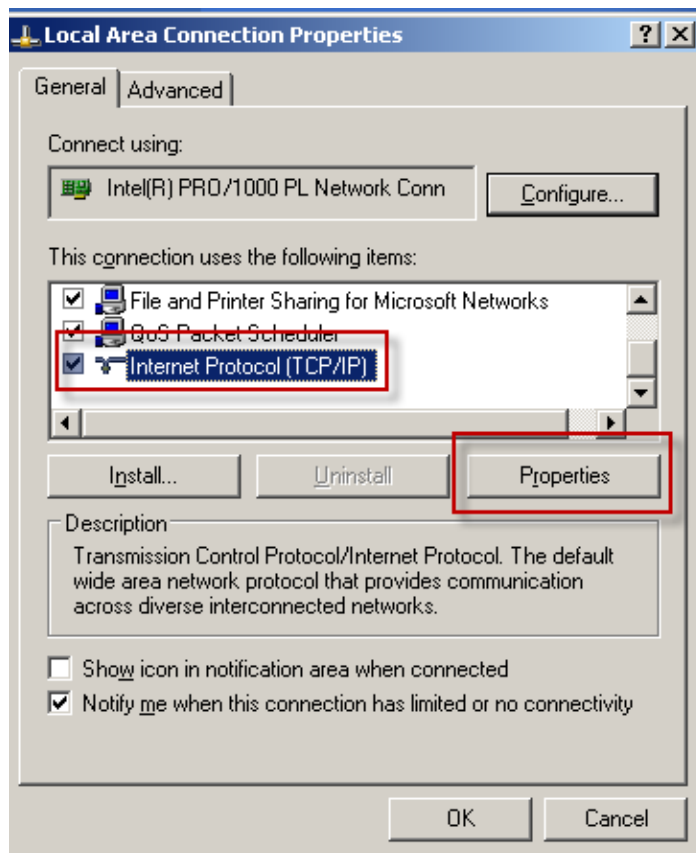 Local Area Connection Properties
General
Advanced
Connect using:
Intel(R) PRO/1000 PL Network Conn
Configure...
This connection uses the following items:
File and Printer Sharing for Microsoft Networks
QoS Packet Scheduler
Internet Protocol (TCP/IP)
Install...
Uninstall
Properties
Description
Transmission Control Protocol/Internet Protocol. The default
wide area network protocol that provides communication
across diverse interconnected networks.
Show icon in notification area when connected
Notify me when this connection has limited or no connectivity
OK
Cancel